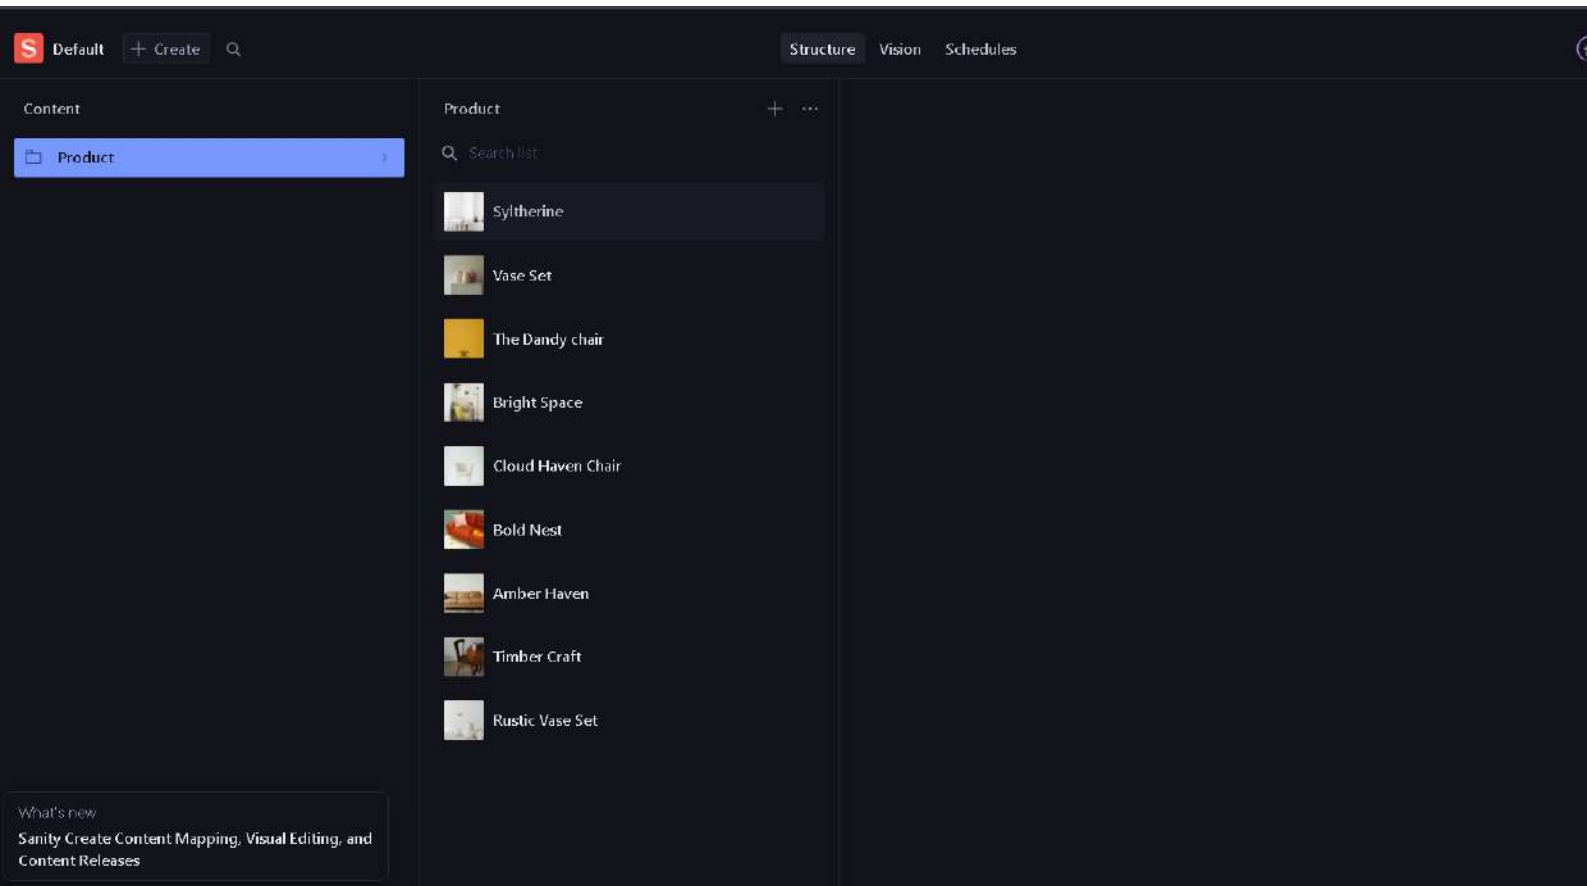 S Default + Create
Structure Vision Schedules
Content
Product
Product
Search list
Syltherine
Vase Set
The Dandy chair
Bright Space
Cloud Haven Chair
Bold Nest
Amber Haven
Timber Craft
Rustic Vase Set
What's new
Sanity Create Content Mapping, Visual Editing, and
Content Releases